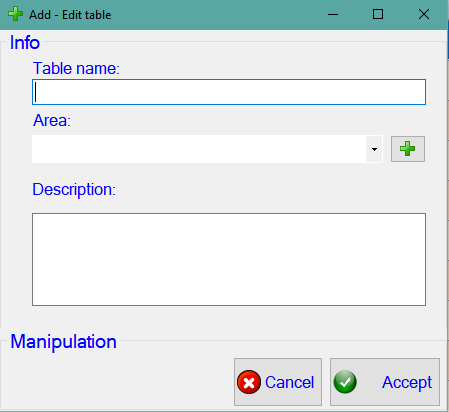 Add - Edit table
Info
Table name:
Area:
Description:
Manipulation
Cancel
Accept